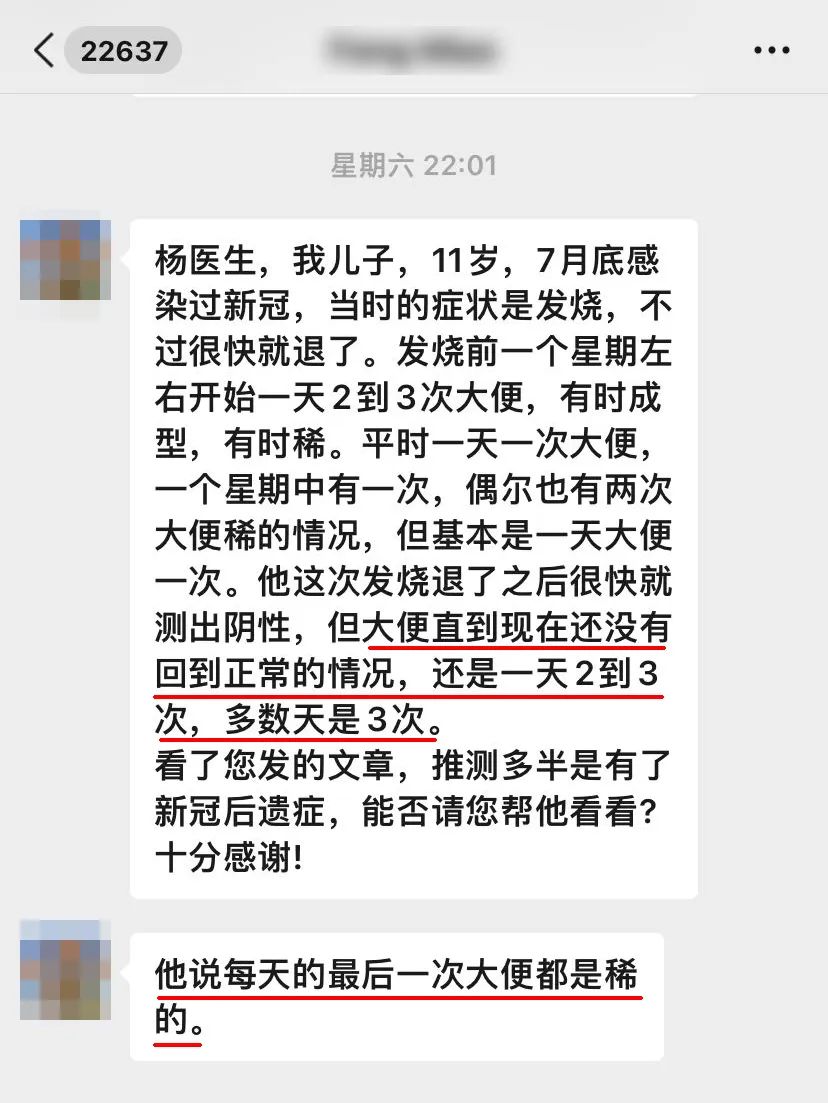 22637
星期六 22:01
杨医生，我儿子，11岁，7月底感
染过新冠，当时的症状是发烧，不
过很快就退了。发烧前一个星期左
右开始一天2到3次大便，有时成
型，有时稀。平时一天一次大便，
一个星期中有一次，偶尔也有两次
大便稀的情况，但基本是一天大便
一次。他这次发烧退了之后很快就
测出阴性，但大便直到现在还没有
回到正常的情况，还是一天2到3
次，多数天是3次。
看了您发的文章，推测多半是有了
新冠后遗症，能否请您帮他看看?
十分感谢!
他说每天的最后一次大便都是稀
的。